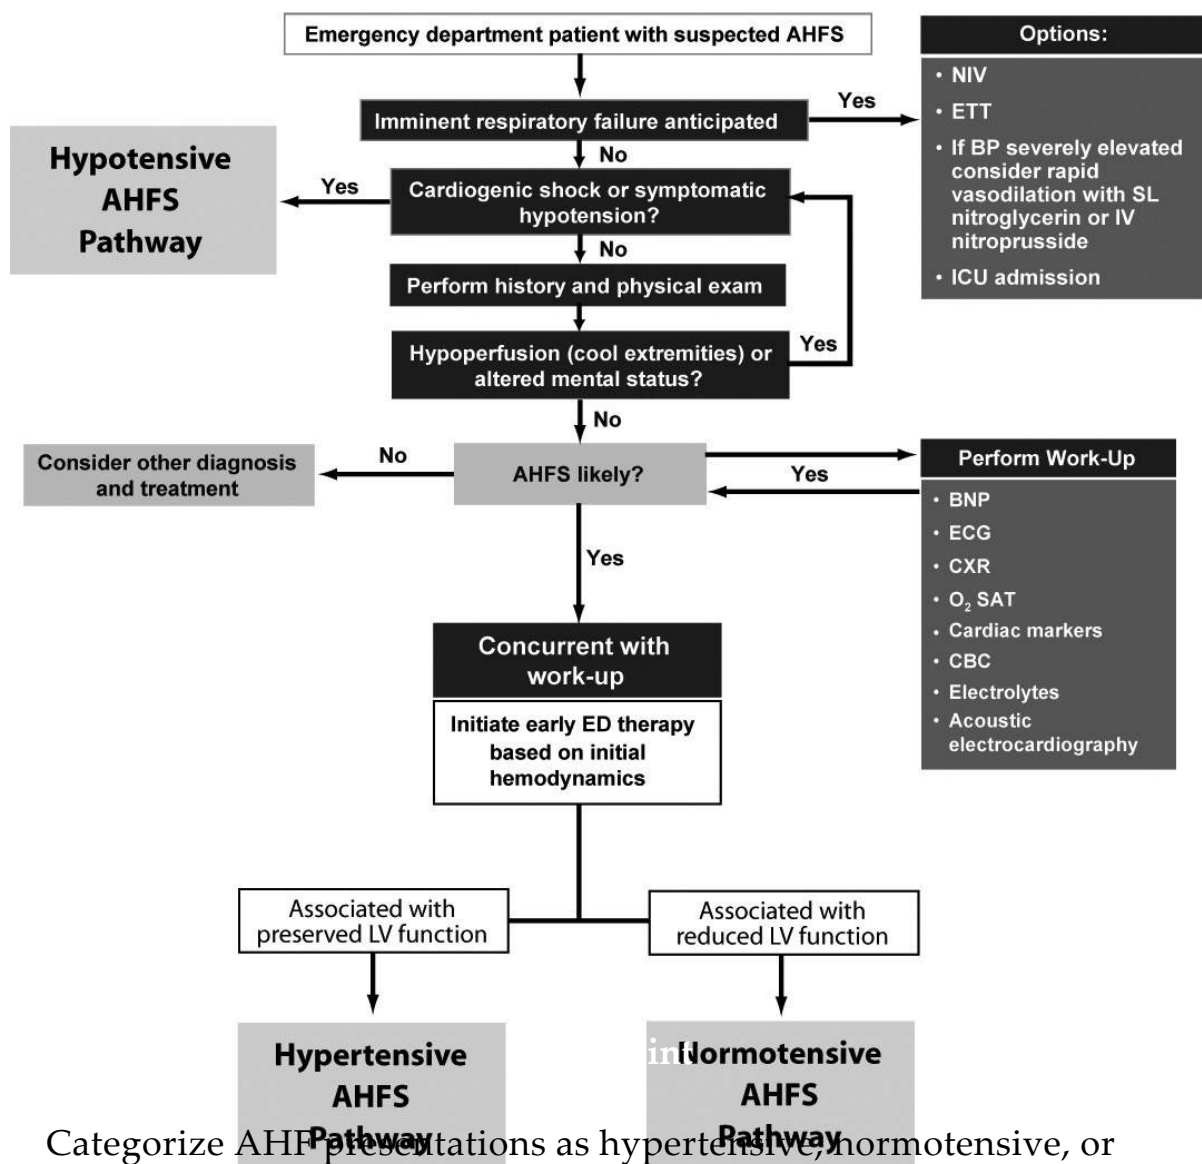 Emergency department patient with suspected AHFS
Options:
• NIV
• ETT
• If BP severely elevated
consider rapid
vasodilation with SL
nitroglycerin or IV
nitroprusside
• ICU admission
Yes
Imminent respiratory failure anticipated
No
Hypotensive
AHFS
Pathway
Yes
Cardiogenic shock or symptomatic
hypotension?
No
Perform history and physical exam
Hypoperfusion (cool extremities) or
altered mental status?
Yes
No
Consider other diagnosis
and treatment
No
AHFS likely?
Yes
Perform Work-Up
• BNP
• ECG
• CXR
• O₂ SAT
• Cardiac markers
• CBC
• Electrolytes
• Acoustic
electrocardiography
Yes
Concurrent with
work-up
Initiate early ED therapy
based on initial
hemodynamics
Associated with
preserved LV function
Associated with
reduced LV function
Hypertensive
AHFS
Pathway
Normotensive
AHFS
Pathway
Categorize AHF presentations as hypertensive, normotensive, or